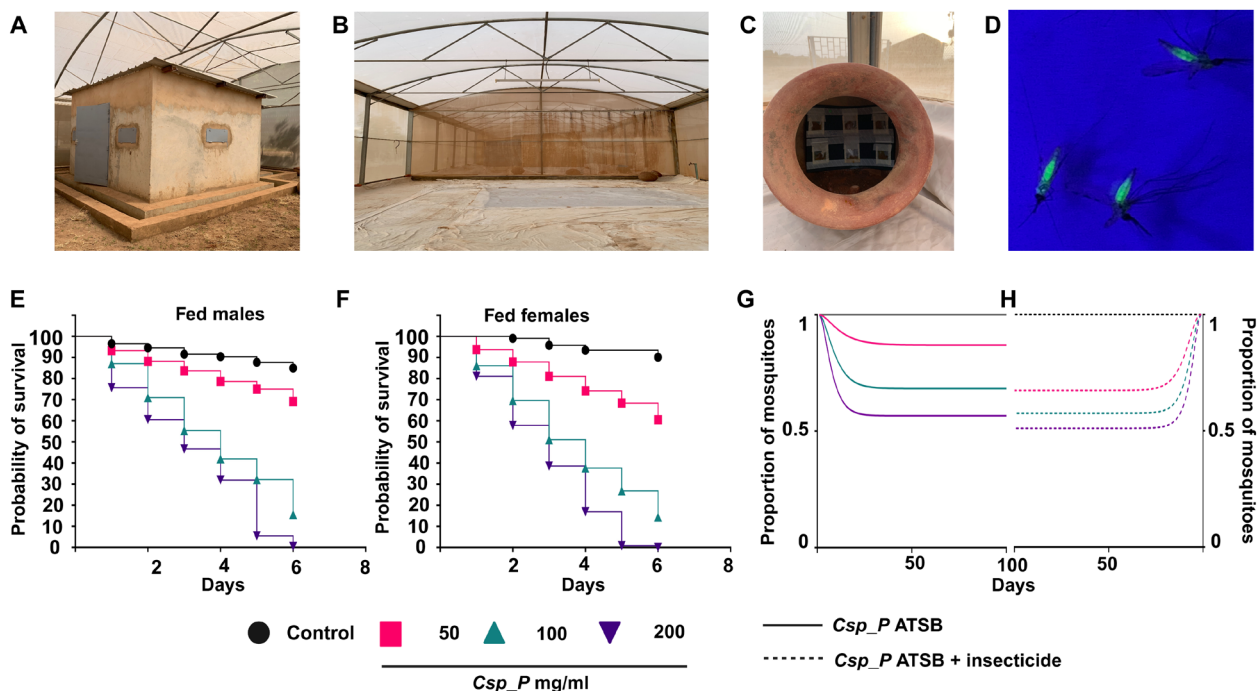 A
B
C
D
E
Fed males
Probability of survival
100
90
80
70
60
50
40
30
20
10
0
2
4
6
8
Days
F
Fed females
Probability of survival
100
90
80
70
60
50
40
30
20
10
0
2
4
6
8
Days
G
Proportion of mosquitoes
1
0.5
0
50
100
H
Proportion of mosquitoes
1
0.5
0
50
Days
Control
50
100
200
Csp_P mg/ml
Csp_P ATSB
Csp_P ATSB + insecticide